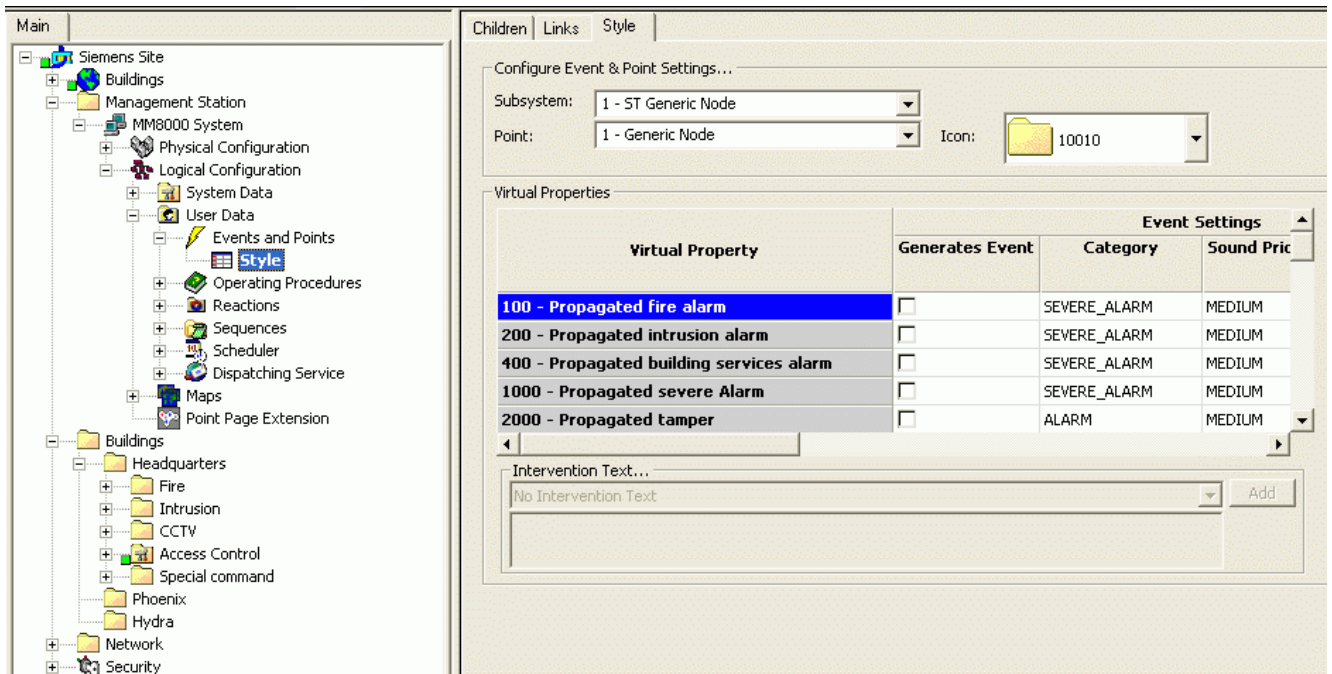 Main
Siemens Site
Buildings
Management Station
MM8000 System
Physical Configuration
Logical Configuration
System Data
User Data
Events and Points
Style
Operating Procedures
Reactions
Sequences
Scheduler
Dispatching Service
Maps
Point Page Extension
Buildings
Headquarters
Fire
Intrusion
CCTV
Access Control
Special command
Phoenix
Hydra
Network
Security
Children Links Style
Configure Event & Point Settings...
Subsystem: 1 - ST Generic Node
Point: 1 - Generic Node Icon: 10010
Virtual Properties
Event Settings
Virtual Property Generates Event Category Sound Pric
100 - Propagated fire alarm SEVERE_ALARM MEDIUM
200 - Propagated intrusion alarm SEVERE_ALARM MEDIUM
400 - Propagated building services alarm SEVERE_ALARM MEDIUM
1000 - Propagated severe Alarm SEVERE_ALARM MEDIUM
2000 - Propagated tamper ALARM MEDIUM
Intervention Text...
No Intervention Text Add